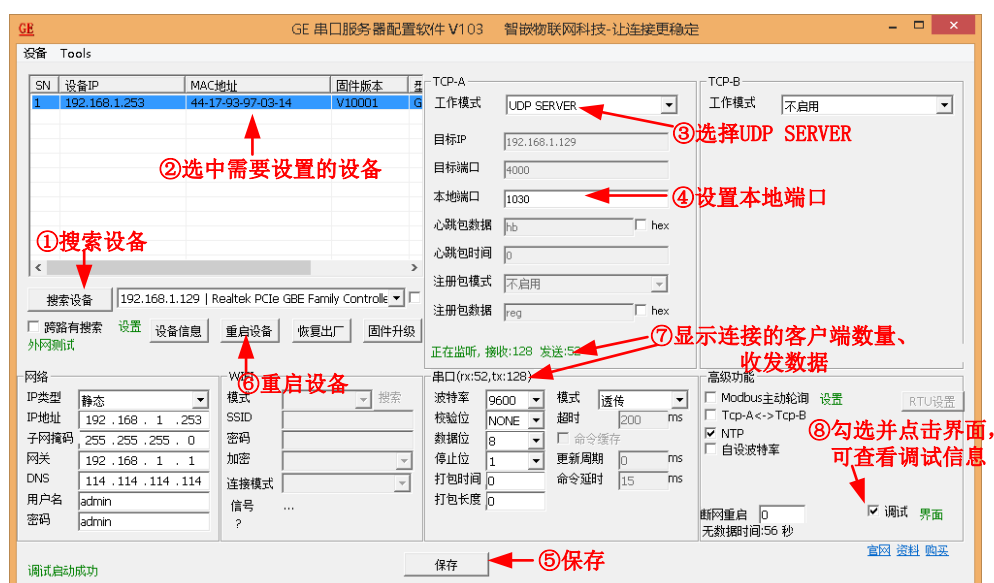 GE
GE 串口服务器配置软件 V103 智嵌物联网科技-让连接更稳定
设备 Tools
SN 设备IP MAC地址 固件版本
1 192.168.1.253 44-17-93-97-03-14 V10001 G
②选中需要设置的设备
①搜索设备
搜索设备 192.168.1.129 | Realtek PCIe GBE Family Controlle
跨路有搜索 设置 设备信息 重启设备 恢复出厂 固件升级
外网测试
⑥重启设备
TCP-A
工作模式 UDP SERVER
③选择UDP SERVER
目标IP 192.168.1.129
目标端口 4000
本地端口 1030
④设置本地端口
心跳包数据 hb hex
心跳包时间 0
注册包模式 不启用
注册包数据 reg hex
正在监听, 接收:128 发送:52
⑦显示连接的客户端数量、
收发数据
TCP-B
工作模式 不启用
网络
IP类型 静态
IP地址 192 .168 . 1 .253
子网掩码 255 .255 .255 . 0
网关 192 .168 . 1 . 1
DNS 114 .114 .114 .114
用户名 admin
密码 admin
WIFI
模式 搜索
SSID
密码
加密
连接模式
信号 ...
?
串口(rx:52,tx:128)
波特率 9600 模式 透传
校验位 NONE 超时 200 ms
数据位 8 命令缓存
停止位 1 更新周期 0 ms
打包时间 0 命令延时 15 ms
打包长度 0
高级功能
Modbus主动轮询 设置 RTU设置
Tcp-A<->Tcp-B
NTP
自设波特率
⑧勾选并点击界面,
可查看调试信息
断网重启 0 调试 界面
无数据时间:56 秒
官网 资料 购买
调试启动成功
保存
⑤保存